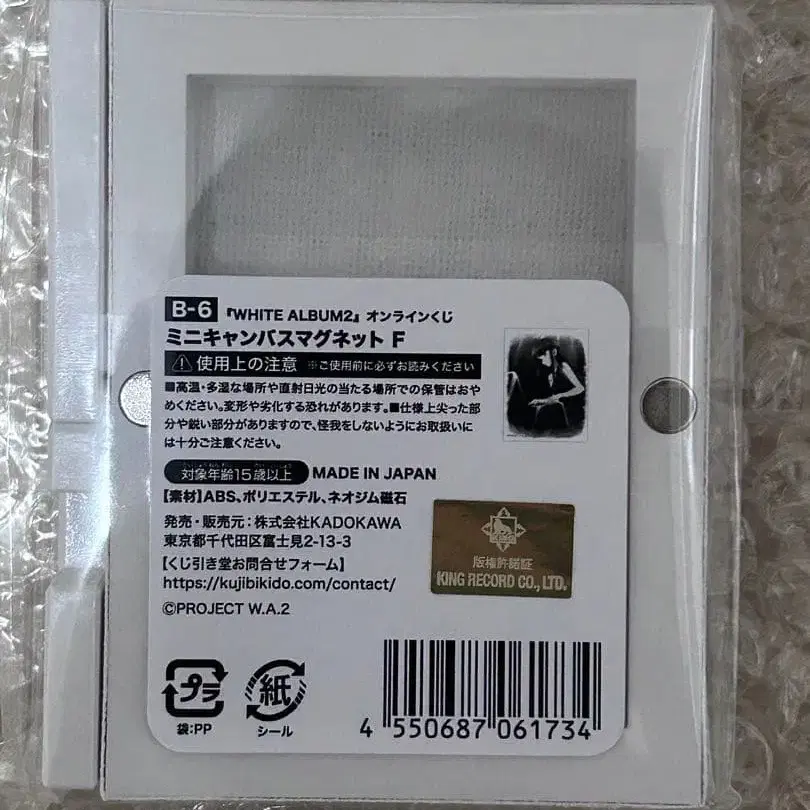 B-6 『WHITE ALBUM2』オンラインくじ
ミニキャンバスマグネット F
使用上の注意 ※ご使用前に必ずお読みください
■高温・多湿な場所や直射日光の当たる場所での保管はおや
めください。変形や劣化する恐れがあります。■仕様上尖った部
分や鋭い部分がありますので、怪我をしないようにお取扱いに
は十分ご注意ください。
対象年齢15歳以上 MADE IN JAPAN
【素材】ABS、ポリエステル、ネオジム磁石
発売・販売元：株式会社KADOKAWA
東京都千代田区富士見2-13-3
【くじ引き堂お問合せフォーム】
https://kujibikido.com/contact/
©PROJECT W.A.2
KING
版権許諾証
KING RECORD CO., LTD.
プラ
袋:PP
紙
シール
4 550687 061734